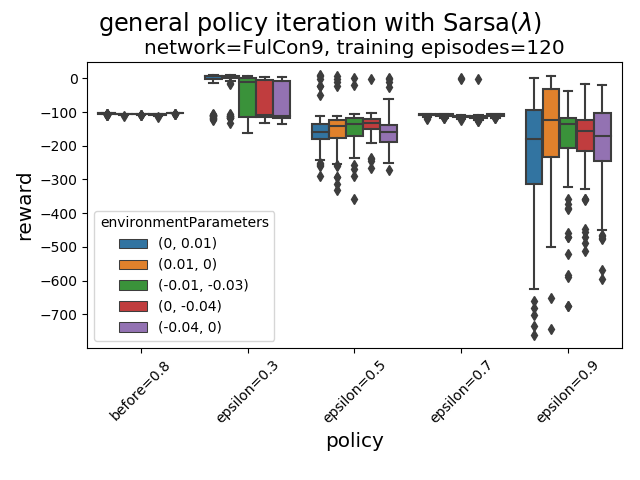 general policy iteration with Sarsa(λ)
network=FulCon9, training episodes=120
reward
0
−100
−200
−300
−400
−500
−600
−700
environmentParameters
(0, 0.01)
(0.01, 0)
(-0.01, -0.03)
(0, -0.04)
(-0.04, 0)
before=0.8
epsilon=0.3
epsilon=0.5
epsilon=0.7
epsilon=0.9
policy